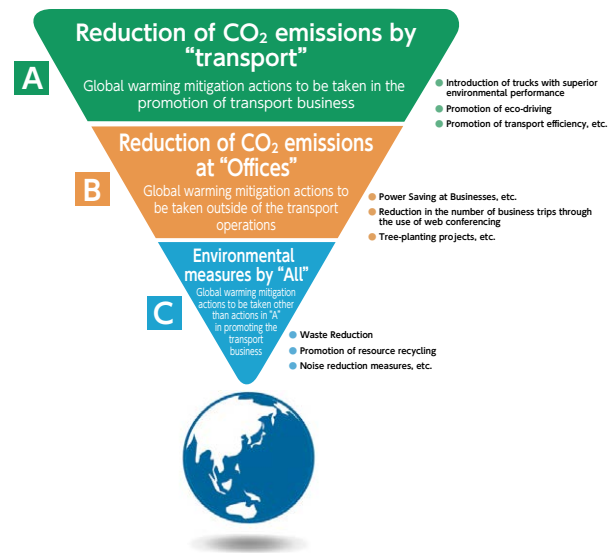 Reduction of CO₂ emissions by
“transport”
A
Global warming mitigation actions to be taken in the
promotion of transport business
Introduction of trucks with superior
environmental performance
Promotion of eco-driving
Promotion of transport efficiency, etc.
Reduction of CO₂ emissions
at “Offices”
B
Global warming mitigation actions to
be taken outside of the transport
operations
Power Saving at Businesses, etc.
Reduction in the number of business trips through
the use of web conferencing
Tree-planting projects, etc.
Environmental
measures by “All”
C
Global warming mitigation
actions to be taken other
than actions in "A"
in promoting the
transport
business
Waste Reduction
Promotion of resource recycling
Noise reduction measures, etc.